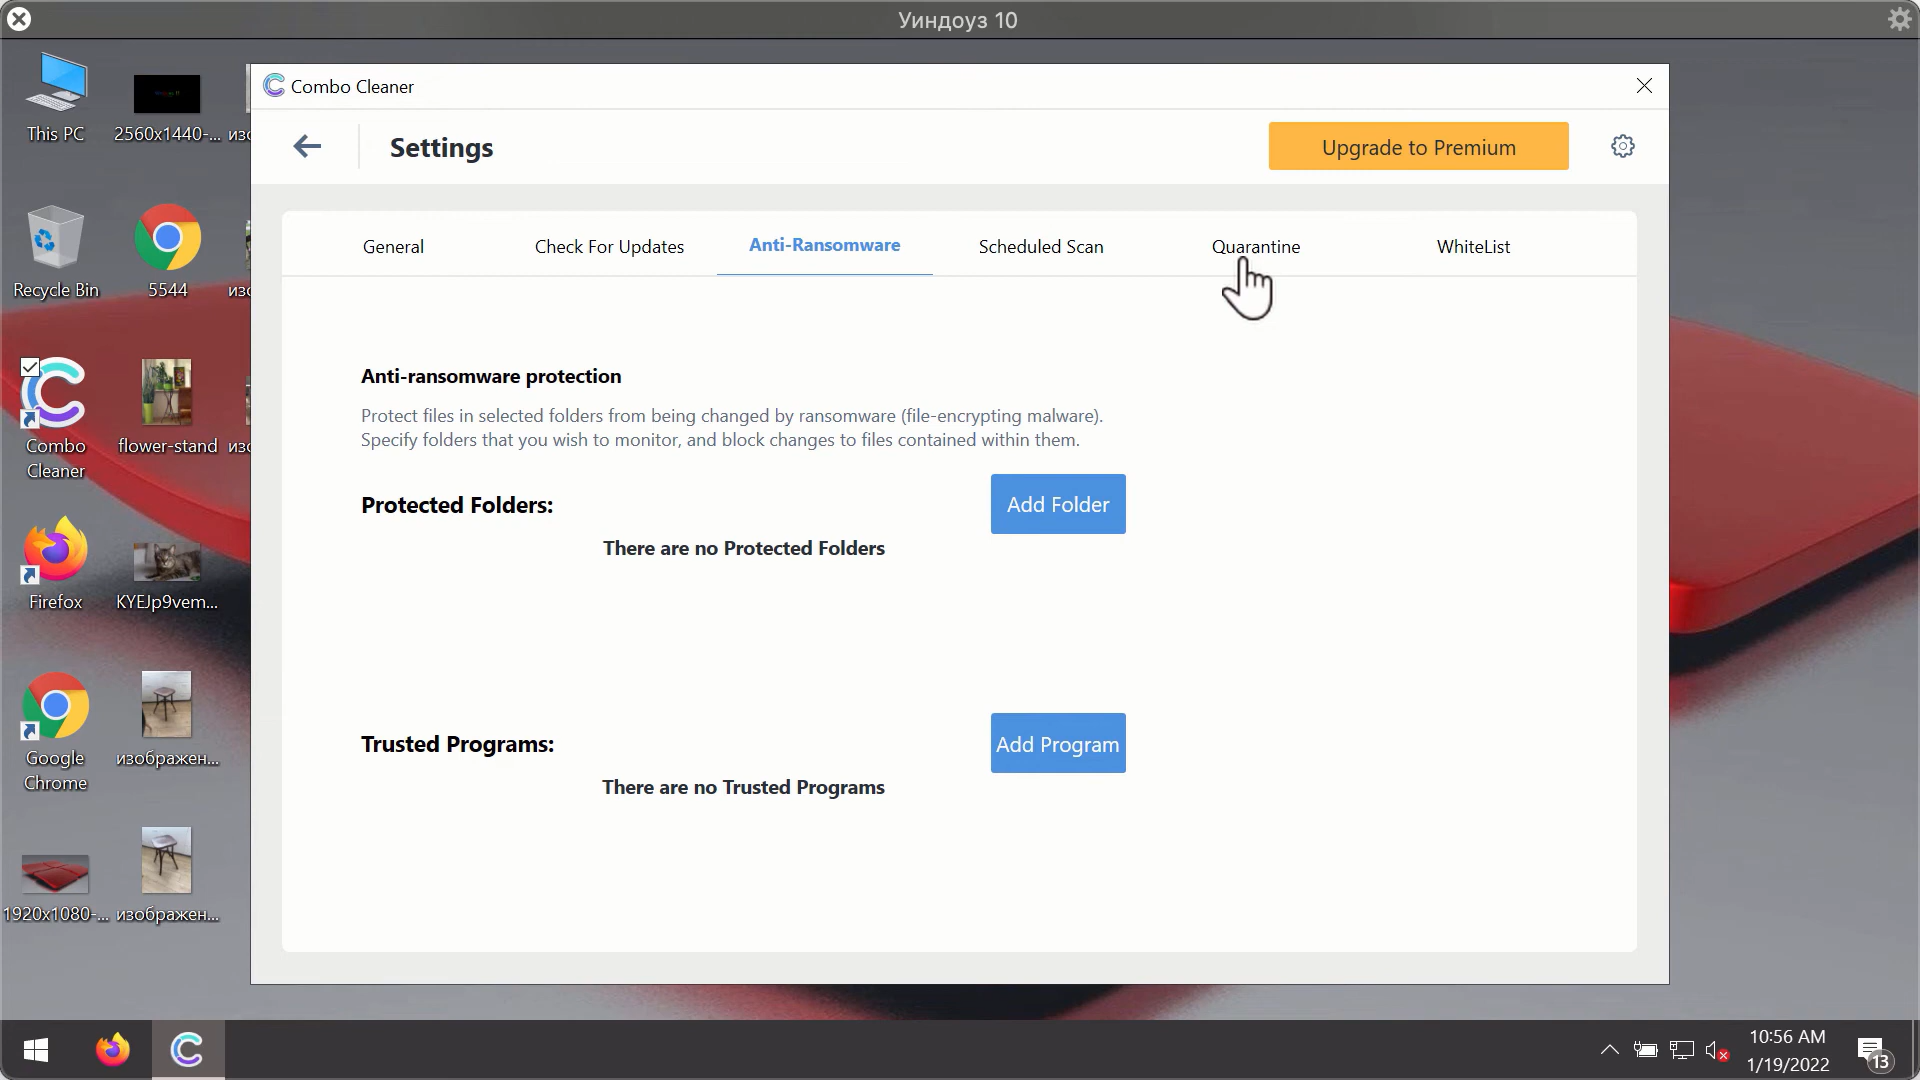 Уиндоуз 10
This PC
2560x1440-...
Recycle Bin
5544
Combo
Cleaner
flower-stand
Firefox
KYEJp9vem...
Google
Chrome
изображен...
1920x1080-...
изображен...
Combo Cleaner
Settings
Upgrade to Premium
General
Check For Updates
Anti-Ransomware
Scheduled Scan
Quarantine
WhiteList
Anti-ransomware protection
Protect files in selected folders from being changed by ransomware (file-encrypting malware).
Specify folders that you wish to monitor, and block changes to files contained within them.
Protected Folders:
Add Folder
There are no Protected Folders
Trusted Programs:
Add Program
There are no Trusted Programs
10:56 AM
1/19/2022
13